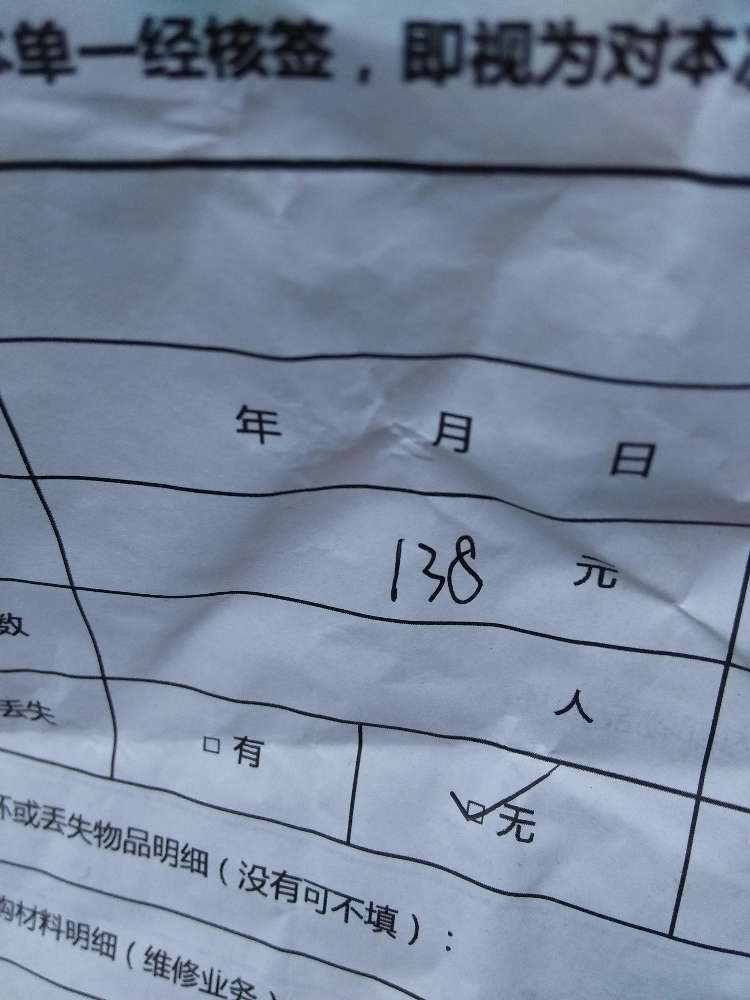 单一经核签，即视为对本
年 月 日
138 元
数 人
丢失 □ 有 ☑ 无
坏或丢失物品明细（没有可不填）：
购材料明细（维修业务）